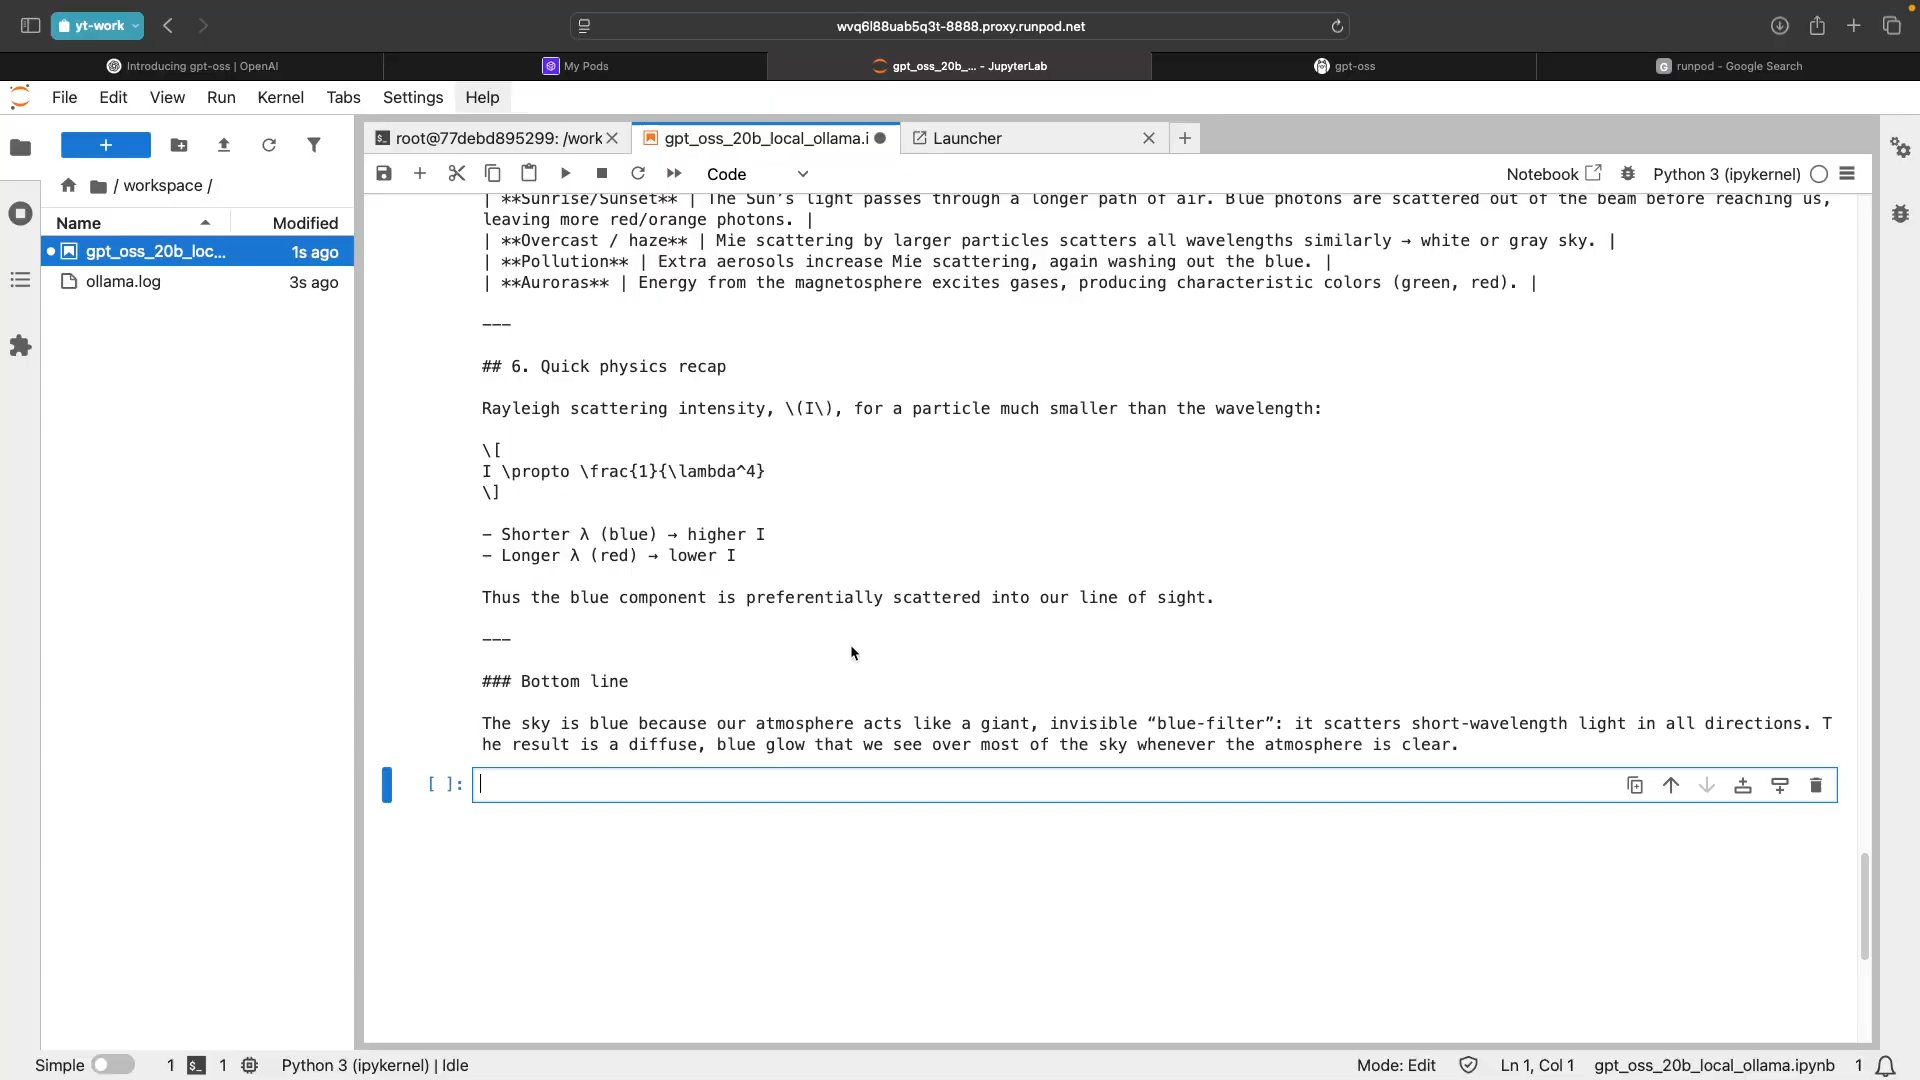 yt-work
wvq6l88uab5q3t-8888.proxy.runpod.net
Introducing gpt-oss | OpenAI
My Pods
gpt_oss_20b_... - JupyterLab
gpt-oss
G runpod - Google Search
File Edit View Run Kernel Tabs Settings Help
root@77debd895299: /work
gpt_oss_20b_local_ollama.i
Launcher
Code
Notebook
Python 3 (ipykernel)
/ workspace /
Name Modified
gpt_oss_20b_loc... 1s ago
ollama.log 3s ago
| **Sunrise/Sunset** | The Sun's light passes through a longer path of air. Blue photons are scattered out of the beam before reaching us,
leaving more red/orange photons. |
| **Overcast / haze** | Mie scattering by larger particles scatters all wavelengths similarly → white or gray sky. |
| **Pollution** | Extra aerosols increase Mie scattering, again washing out the blue. |
| **Auroras** | Energy from the magnetosphere excites gases, producing characteristic colors (green, red). |
---
## 6. Quick physics recap
Rayleigh scattering intensity, \(I\), for a particle much smaller than the wavelength:
\[
I \propto \frac{1}{\lambda^4}
\]
- Shorter λ (blue) → higher I
- Longer λ (red) → lower I
Thus the blue component is preferentially scattered into our line of sight.
---
### Bottom line
The sky is blue because our atmosphere acts like a giant, invisible “blue-filter”: it scatters short-wavelength light in all directions. T
he result is a diffuse, blue glow that we see over most of the sky whenever the atmosphere is clear.
[ ]:
Simple 1 $_ 1 Python 3 (ipykernel) | Idle
Mode: Edit Ln 1, Col 1 gpt_oss_20b_local_ollama.ipynb 1